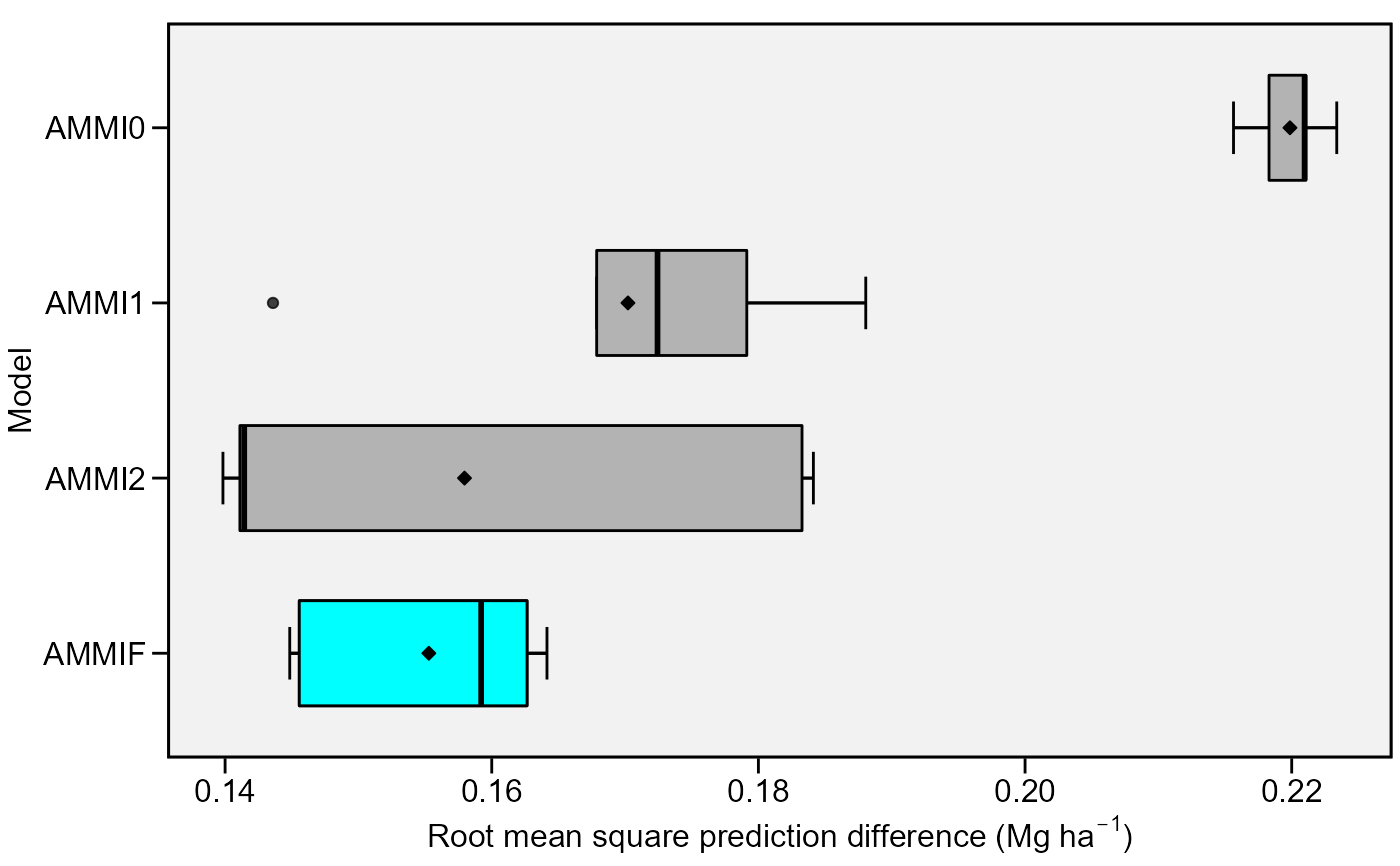 Model
AMMI0
AMMI1
AMMI2
AMMIF
0.14 0.16 0.18 0.20 0.22
Root mean square prediction difference (Mg ha⁻¹)